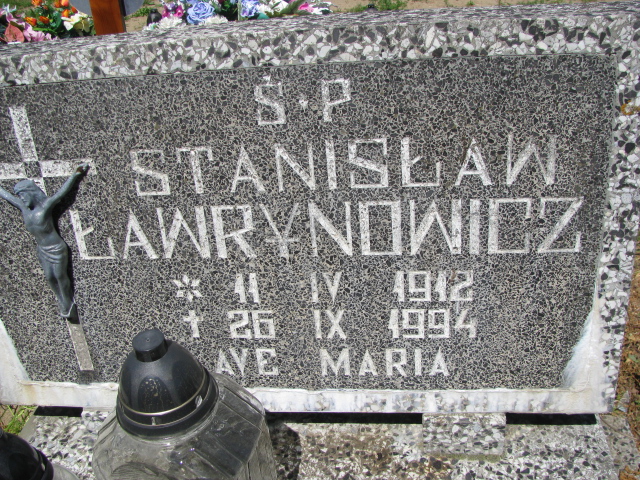 Ś.P
STANISŁAW
ŁAWRYNOWICZ
* 11 IV 1912
† 26 IX 1994
AVE MARIA